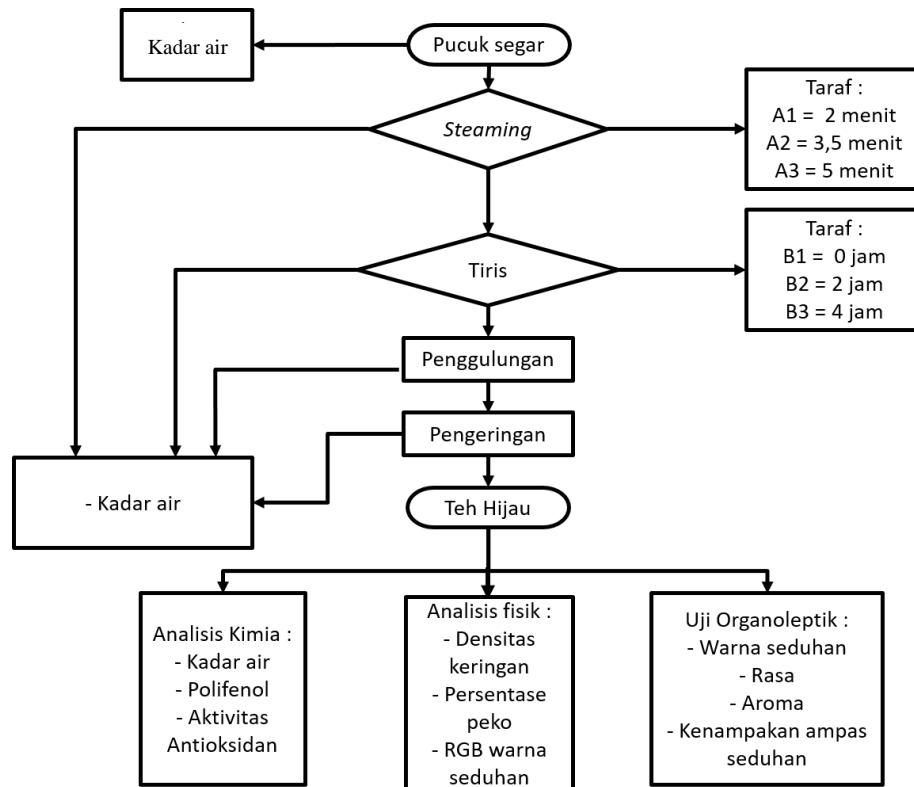 Kadar air
Pucuk segar
Steaming
Taraf :
A1 = 2 menit
A2 = 3,5 menit
A3 = 5 menit
Tiris
Taraf :
B1 = 0 jam
B2 = 2 jam
B3 = 4 jam
Penggulungan
Pengeringan
- Kadar air
Teh Hijau
Analisis Kimia :
- Kadar air
- Polifenol
- Aktivitas
Antioksidan
Analisis fisik :
- Densitas
keringan
- Persentase
peko
- RGB warna
seduhan
Uji Organoleptik :
- Warna seduhan
- Rasa
- Aroma
- Kenampakan ampas
seduhan